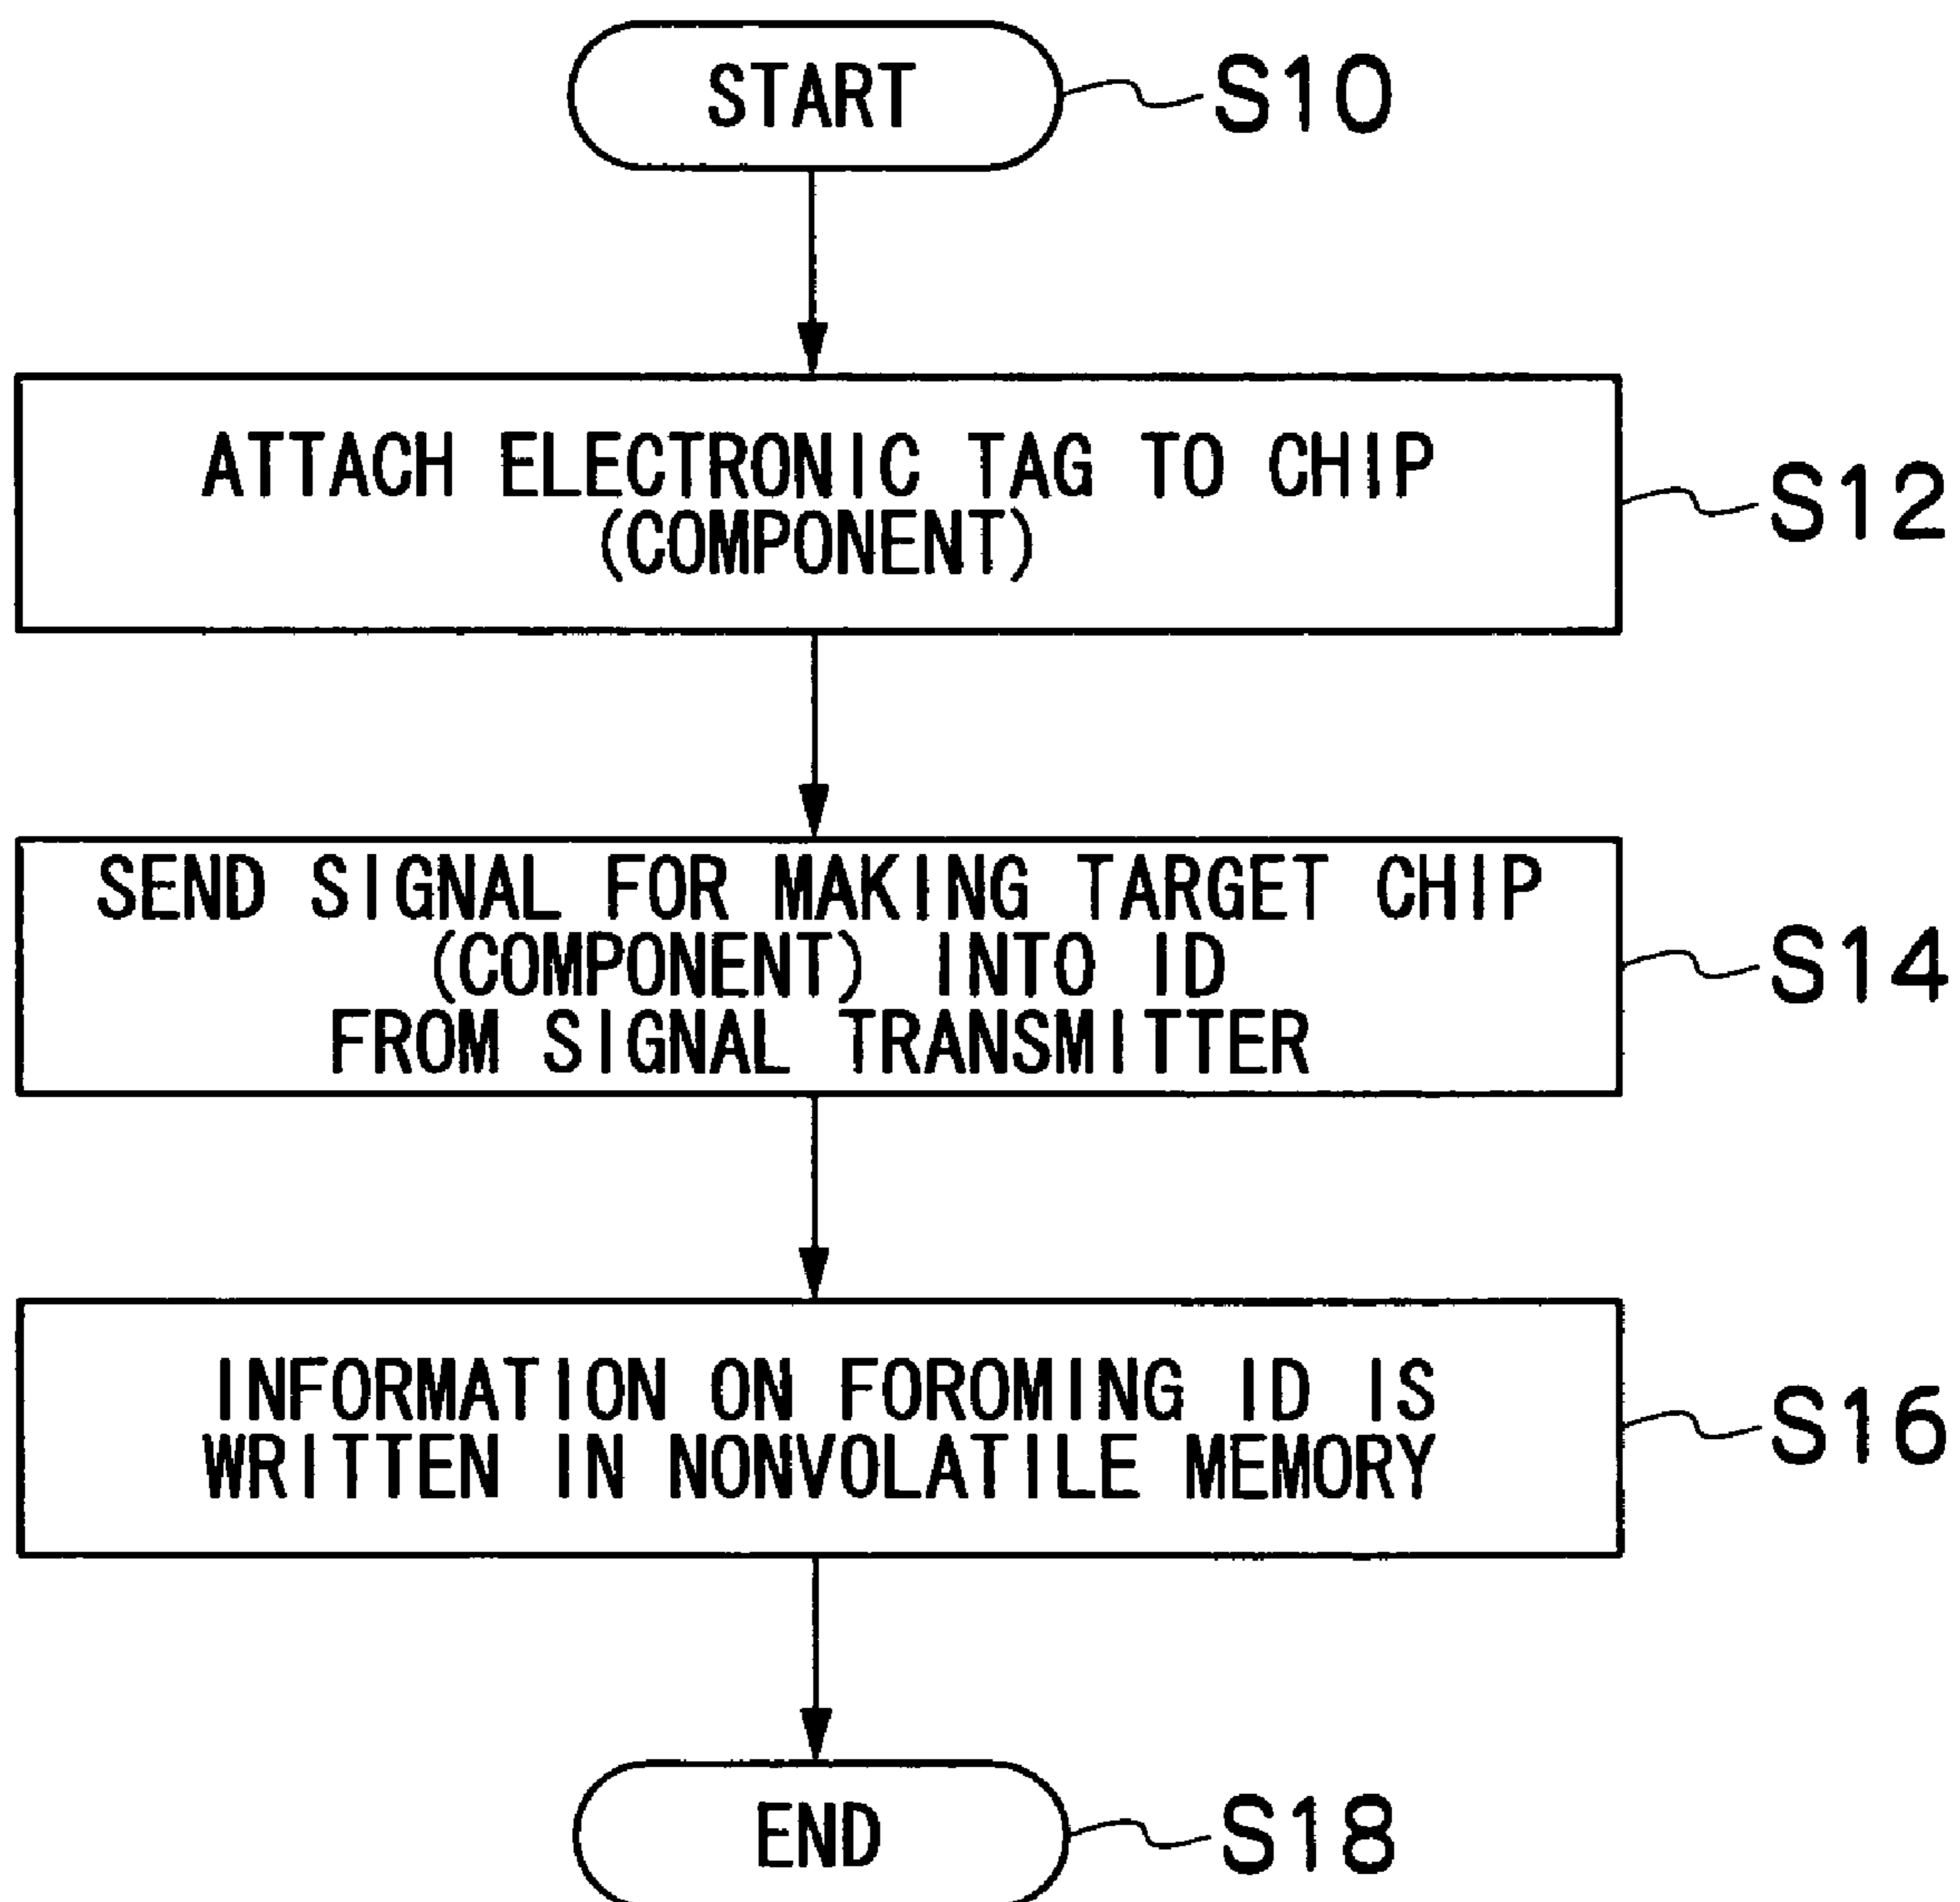 START
S10
ATTACH ELECTRONIC TAG TO CHIP
(COMPONENT)
S12
SEND SIGNAL FOR MAKING TARGET CHIP
(COMPONENT) INTO ID
FROM SIGNAL TRANSMITTER
S14
INFORMATION ON FOROMING ID IS
WRITTEN IN NONVOLATILE MEMORY
S16
END
S18